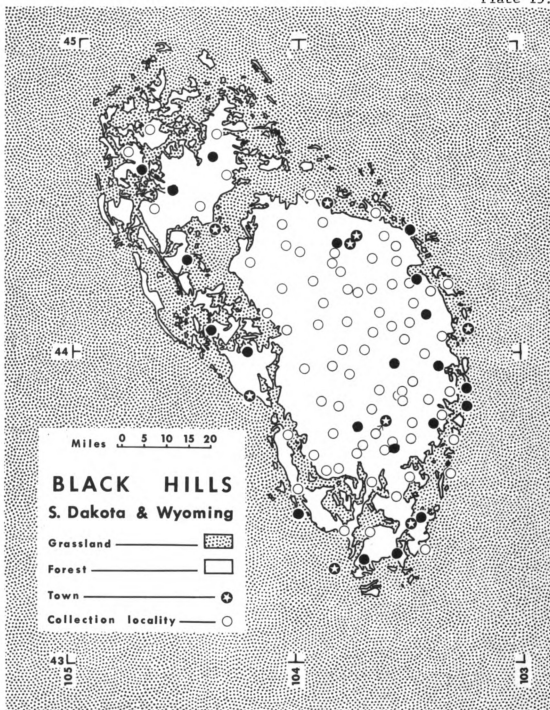 Plate 19.
45
44
Miles 0 5 10 15 20
BLACK HILLS
S. Dakota & Wyoming
Grassland
Forest
Town
Collection locality
43
105
104
103